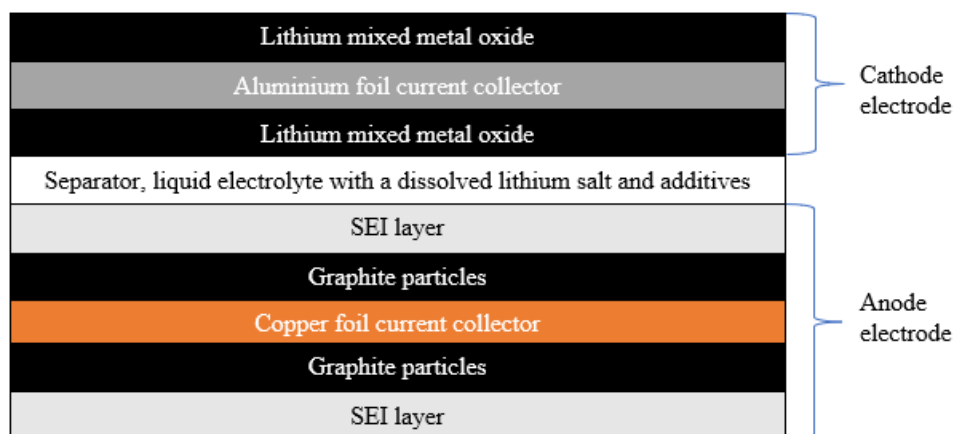 Lithium mixed metal oxide
Aluminium foil current collector
Lithium mixed metal oxide
Cathode
electrode
Separator, liquid electrolyte with a dissolved lithium salt and additives
SEI layer
Graphite particles
Copper foil current collector
Anode
electrode
Graphite particles
SEI layer